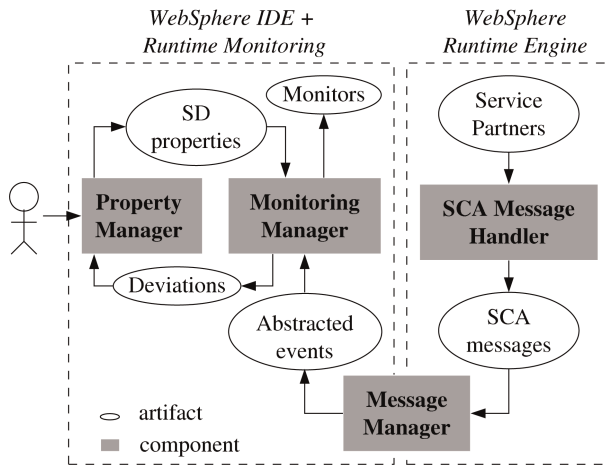 WebSphere IDE +
Runtime Monitoring
WebSphere
Runtime Engine
SD
properties
Monitors
Service
Partners
Property
Manager
Monitoring
Manager
SCA Message
Handler
Deviations
Abstracted
events
SCA
messages
Message
Manager
artifact
component